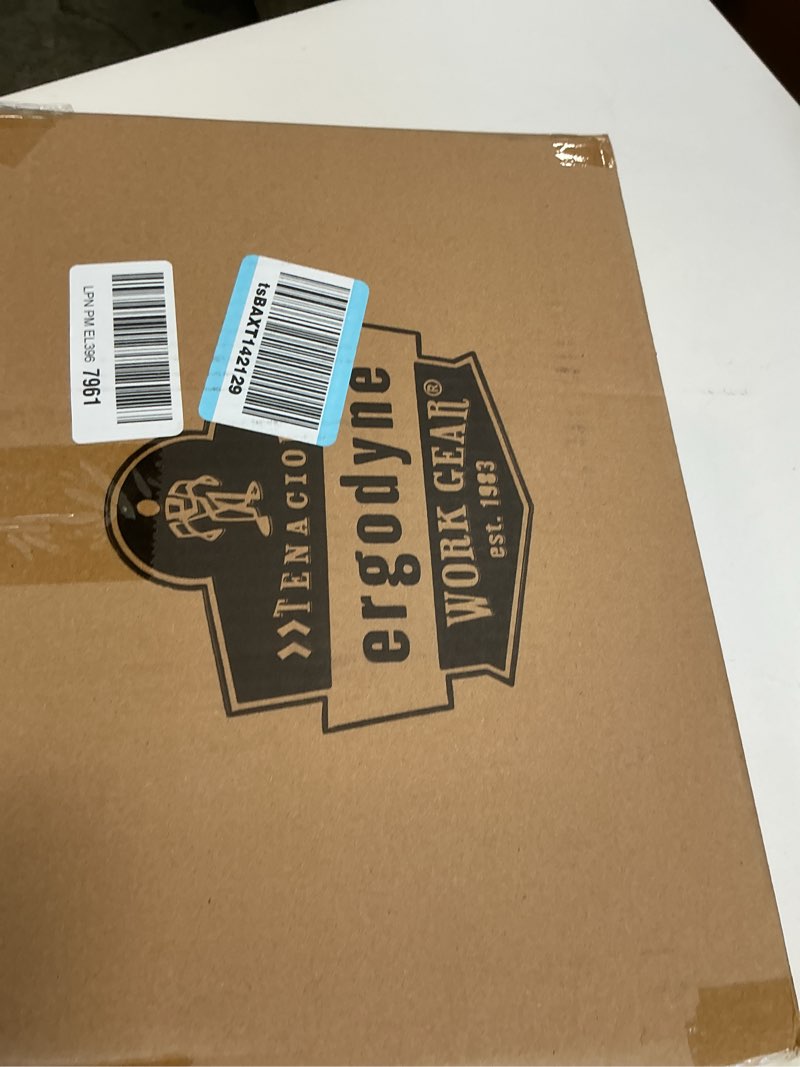 LPN PM EL396 7961
tsBAXT142129
>>TENACIO
ergodyne
WORK GEAR®
est. 1983